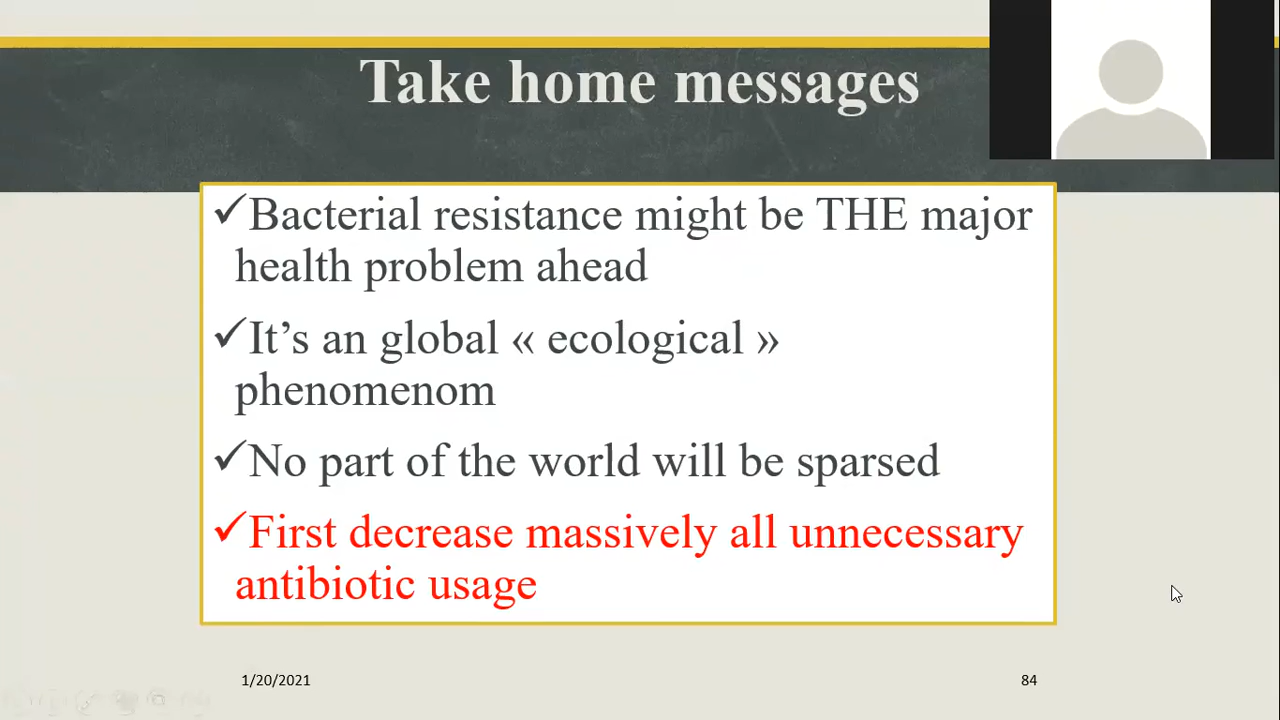 Take home messages
✓Bacterial resistance might be THE major
health problem ahead
✓It’s an global « ecological »
phenomenom
✓No part of the world will be sparsed
✓First decrease massively all unnecessary
antibiotic usage
1/20/2021
84